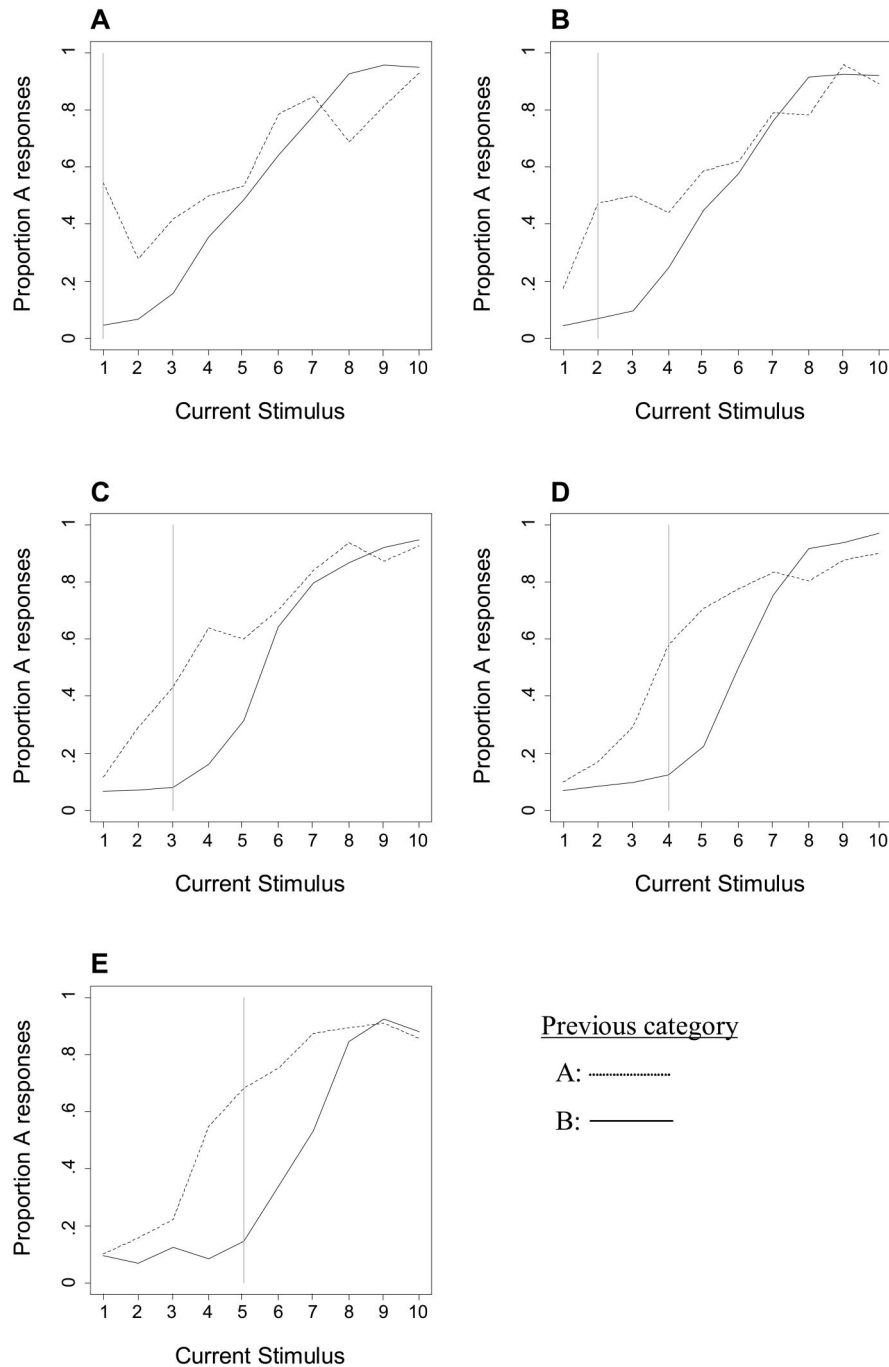 A
Proportion A responses
0 .2 .4 .6 .8 1
1 2 3 4 5 6 7 8 9 10
Current Stimulus
B
Proportion A responses
0 .2 .4 .6 .8 1
1 2 3 4 5 6 7 8 9 10
Current Stimulus
C
Proportion A responses
0 .2 .4 .6 .8 1
1 2 3 4 5 6 7 8 9 10
Current Stimulus
D
Proportion A responses
0 .2 .4 .6 .8 1
1 2 3 4 5 6 7 8 9 10
Current Stimulus
E
Proportion A responses
0 .2 .4 .6 .8 1
1 2 3 4 5 6 7 8 9 10
Current Stimulus
Previous category
A:
B: